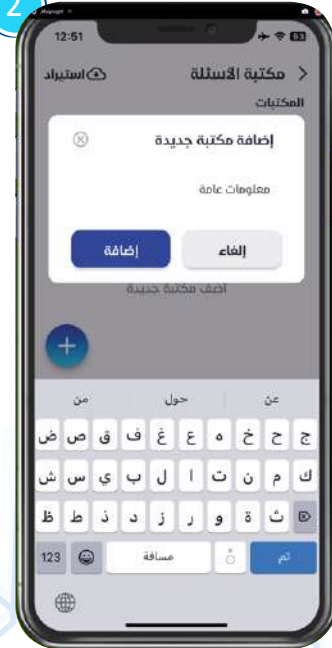 2
12:51
83
مكتبة الأسئلة
استيراد
المكتبات
إضافة مكتبة جديدة
معلومات عامة
إلغاء
إضافة
أضف مكتبة جديدة
عن
حول
من
ض ص ق ف غ ع ه خ ح ج
ش س ي ب ل ا ت ن م ك
ظ ط ذ د ز ر و ة ث
123
مسافة
تم